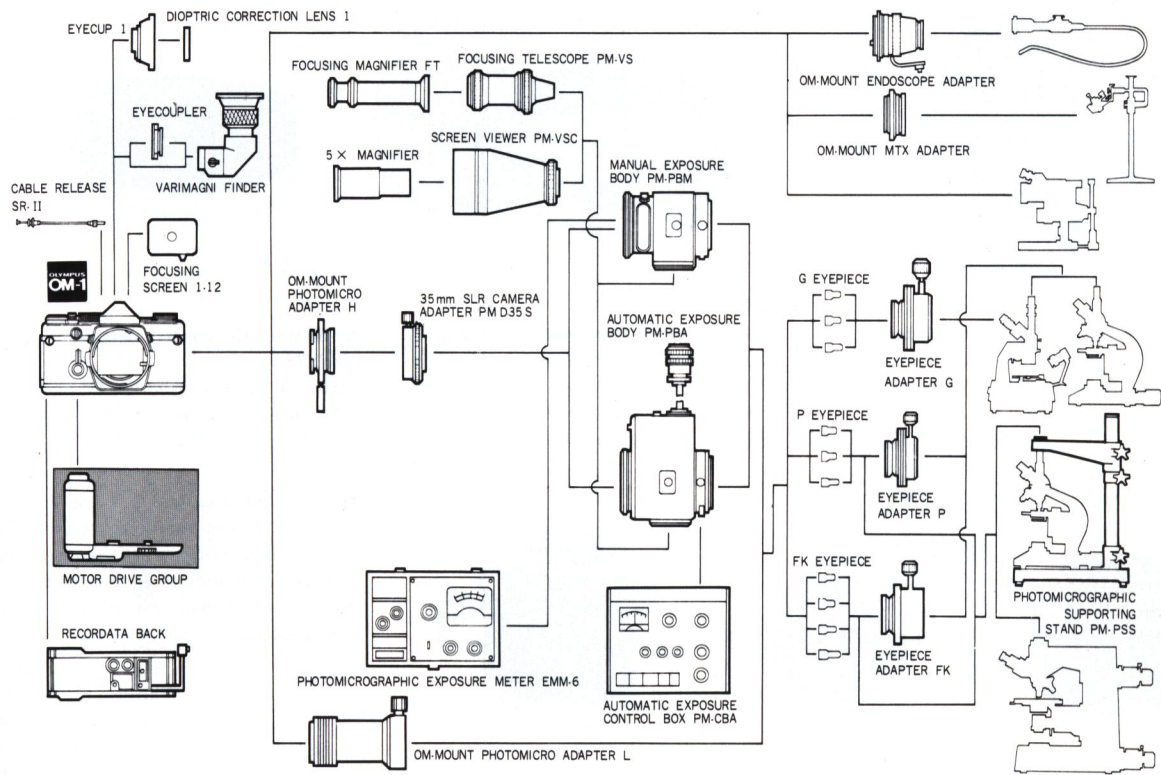 EYECUP 1
DIOPTRIC CORRECTION LENS 1
EYECOUPLER
VARIMAGNI FINDER
CABLE RELEASE
SR·II
FOCUSING
SCREEN 1-12
OLYMPUS
OM-1
MOTOR DRIVE GROUP
RECORDATA BACK
FOCUSING MAGNIFIER FT
FOCUSING TELESCOPE PM-VS
5 × MAGNIFIER
SCREEN VIEWER PM-VSC
OM-MOUNT
PHOTOMICRO
ADAPTER H
35mm SLR CAMERA
ADAPTER PM D35 S
MANUAL EXPOSURE
BODY PM-PBM
AUTOMATIC EXPOSURE
BODY PM-PBA
PHOTOMICROGRAPHIC EXPOSURE METER EMM-6
AUTOMATIC EXPOSURE
CONTROL BOX PM-CBA
OM-MOUNT PHOTOMICRO ADAPTER L
OM-MOUNT ENDOSCOPE ADAPTER
OM-MOUNT MTX ADAPTER
G EYEPIECE
EYEPIECE
ADAPTER G
P EYEPIECE
EYEPIECE
ADAPTER P
FK EYEPIECE
EYEPIECE
ADAPTER FK
PHOTOMICROGRAPHIC
SUPPORTING
STAND PM-PSS